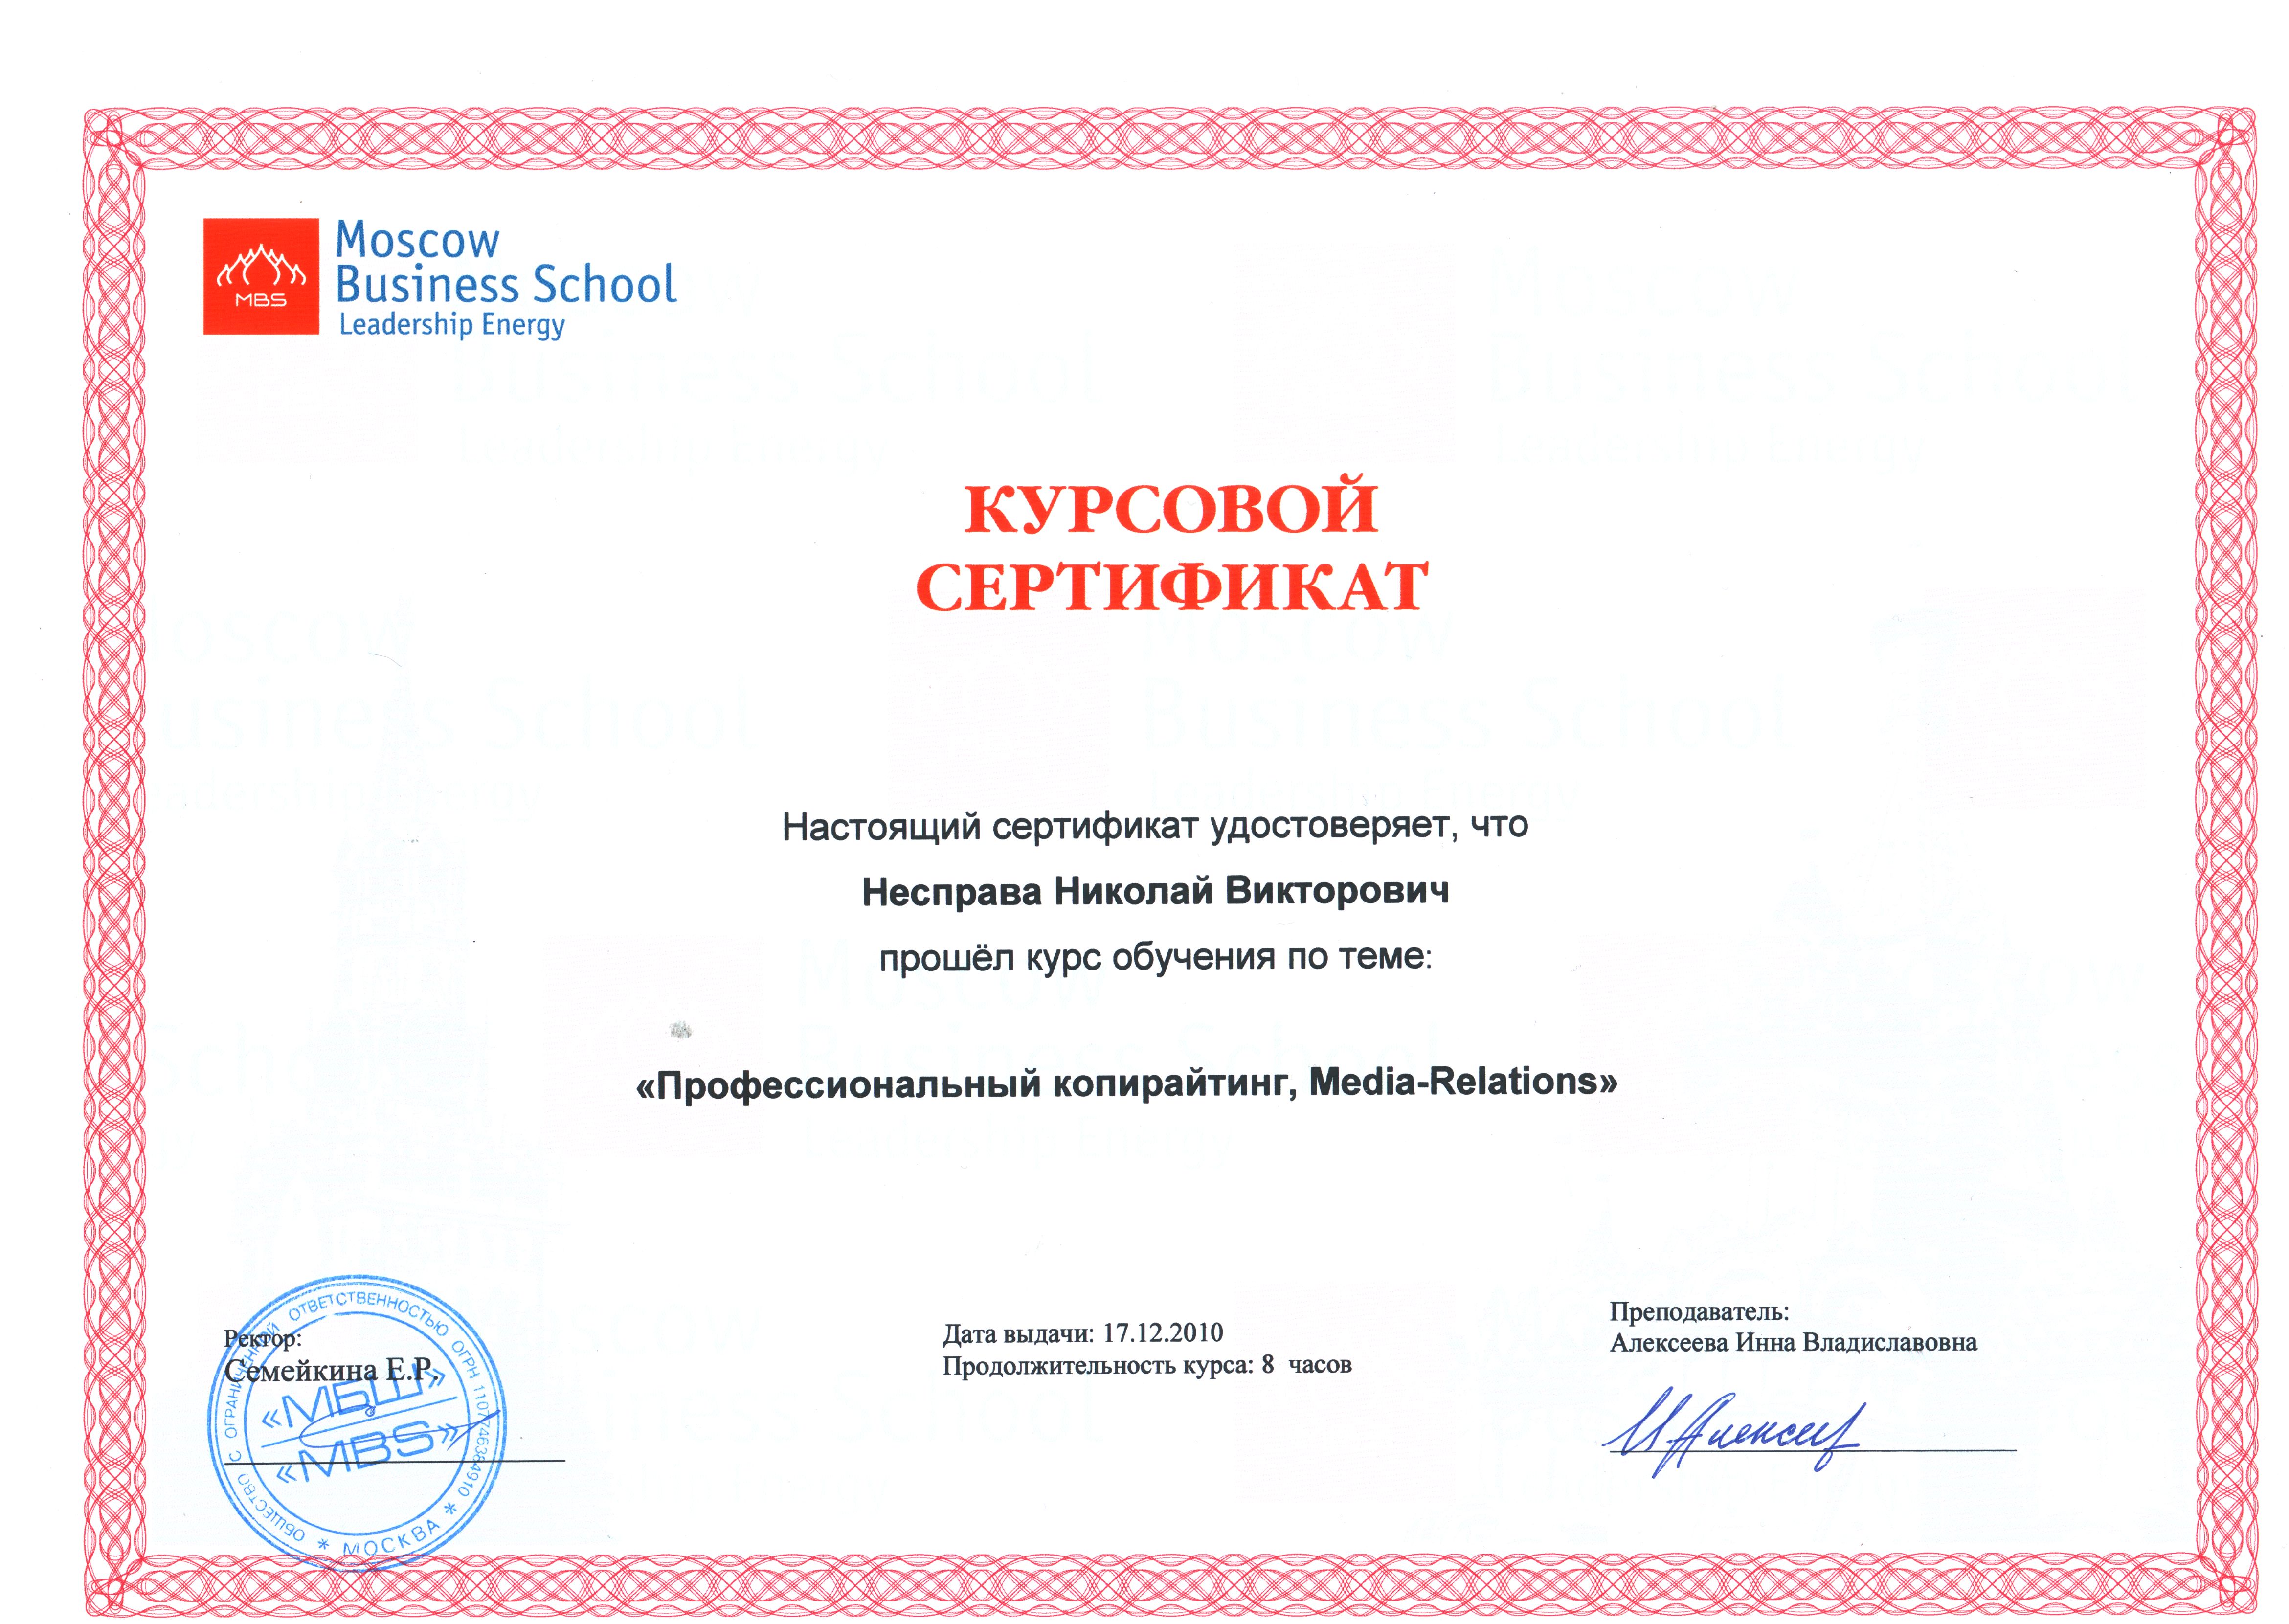 Moscow
Business School
Leadership Energy
MBS
КУРСОВОЙ
СЕРТИФИКАТ
Настоящий сертификат удостоверяет, что
Несправа Николай Викторович
прошёл курс обучения по теме:
«Профессиональный копирайтинг, Media-Relations»
Ректор:
Семейкина Е.Р.
ОБЩЕСТВО С ОГРАНИЧЕННОЙ ОТВЕТСТВЕННОСТЬЮ ОГРН 1107746384910
* МОСКВА *
«МБШ»
«MBS»
Дата выдачи: 17.12.2010
Продолжительность курса: 8 часов
Преподаватель:
Алексеева Инна Владиславовна
И.Алексеев